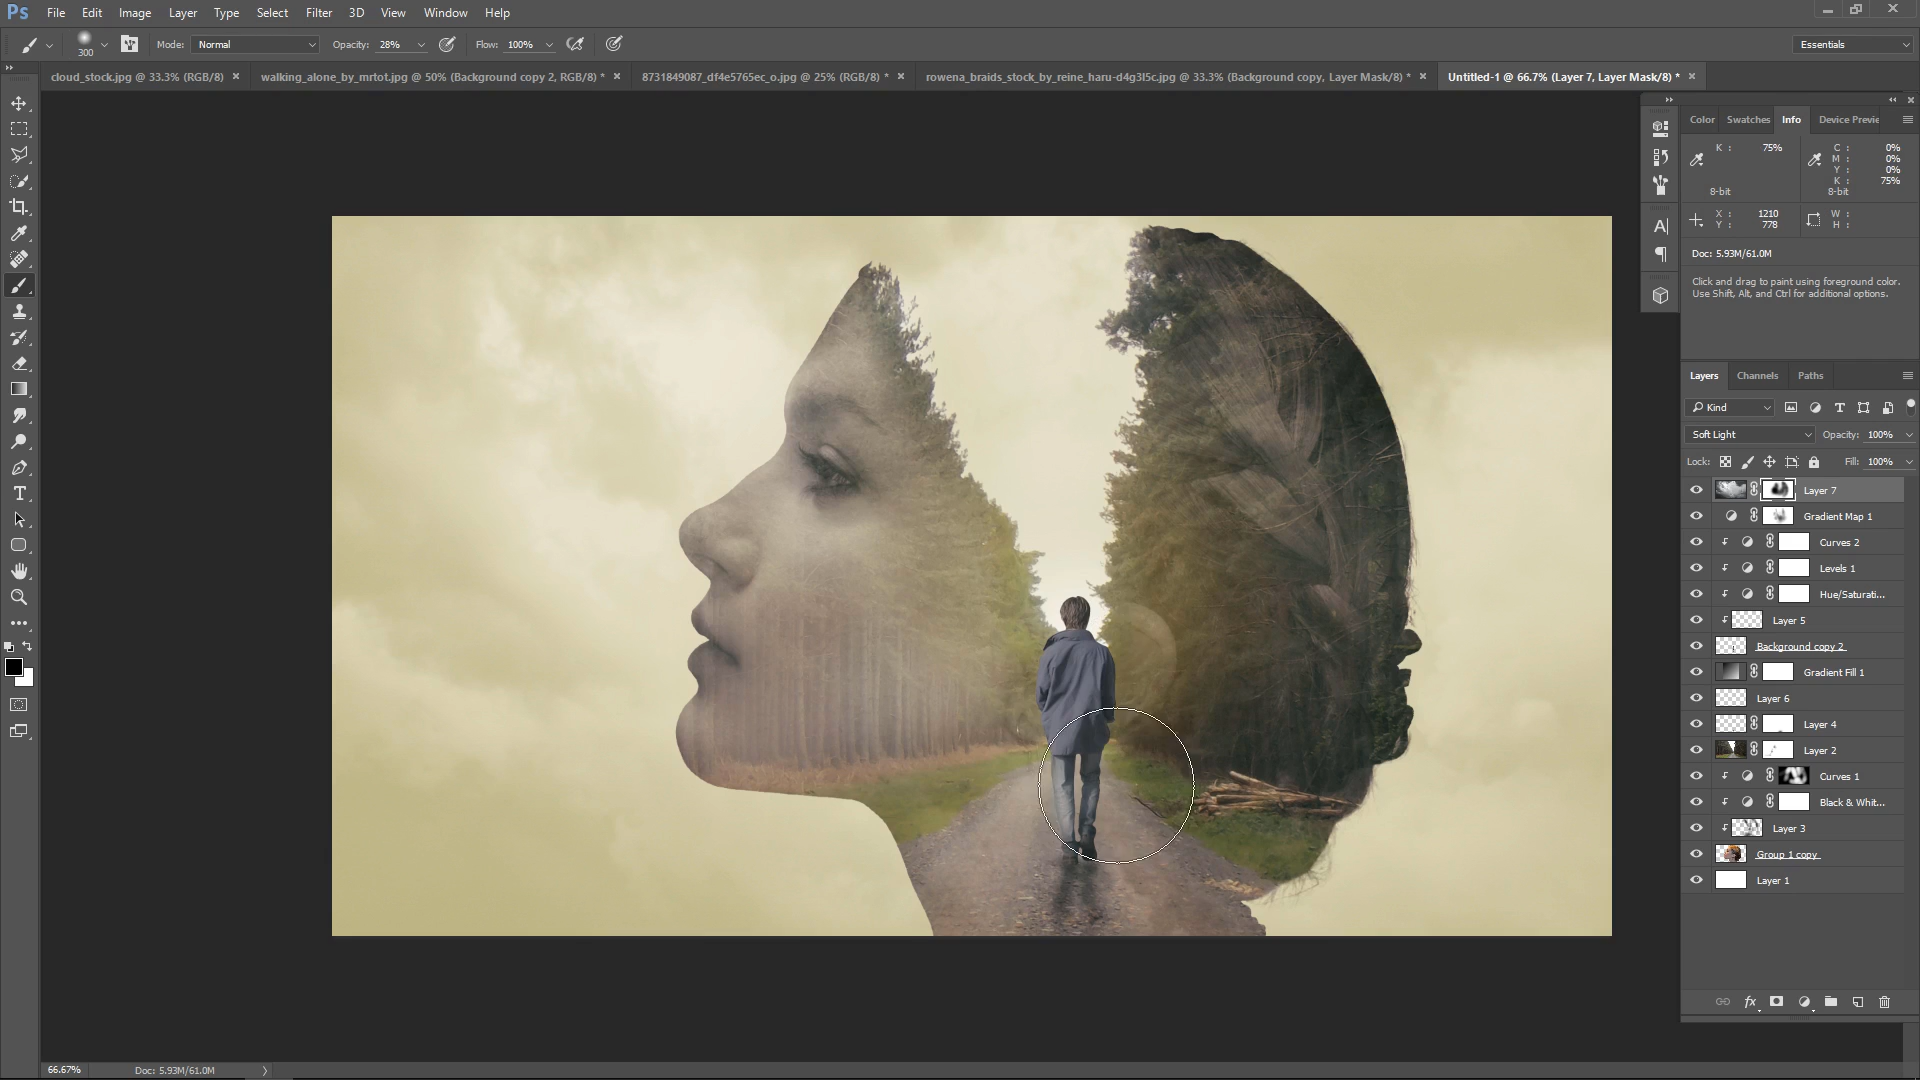 Ps File Edit Image Layer Type Select Filter 3D View Window Help
300 Mode: Normal Opacity: 28% Flow: 100% Essentials
cloud_stock.jpg @ 33.3% (RGB/8) × walking_alone_by_mrtot.jpg @ 50% (Background copy 2, RGB/8) * × 8731849087_df4e5765ec_o.jpg @ 25% (RGB/8) * × rowena_braids_stock_by_reine_haru-d4g3l5c.jpg @ 33.3% (Background copy, Layer Mask/8) * × Untitled-1 @ 66.7% (Layer 7, Layer Mask/8) * ×
Color Swatches Info Device Previe
K : 75% C : 0%
M : 0%
Y : 0%
K : 75%
8-bit 8-bit
X : 1210 W :
Y : 778 H :
Doc: 5.93M/61.0M
Click and drag to paint using foreground color.
Use Shift, Alt, and Ctrl for additional options.
Layers Channels Paths
Kind
Soft Light Opacity: 100%
Lock: Fill: 100%
Layer 7
Gradient Map 1
Curves 2
Levels 1
Hue/Saturati...
Layer 5
Background copy 2
Gradient Fill 1
Layer 6
Layer 4
Layer 2
Curves 1
Black & Whit...
Layer 3
Group 1 copy
Layer 1
fx
66.67% Doc: 5.93M/61.0M